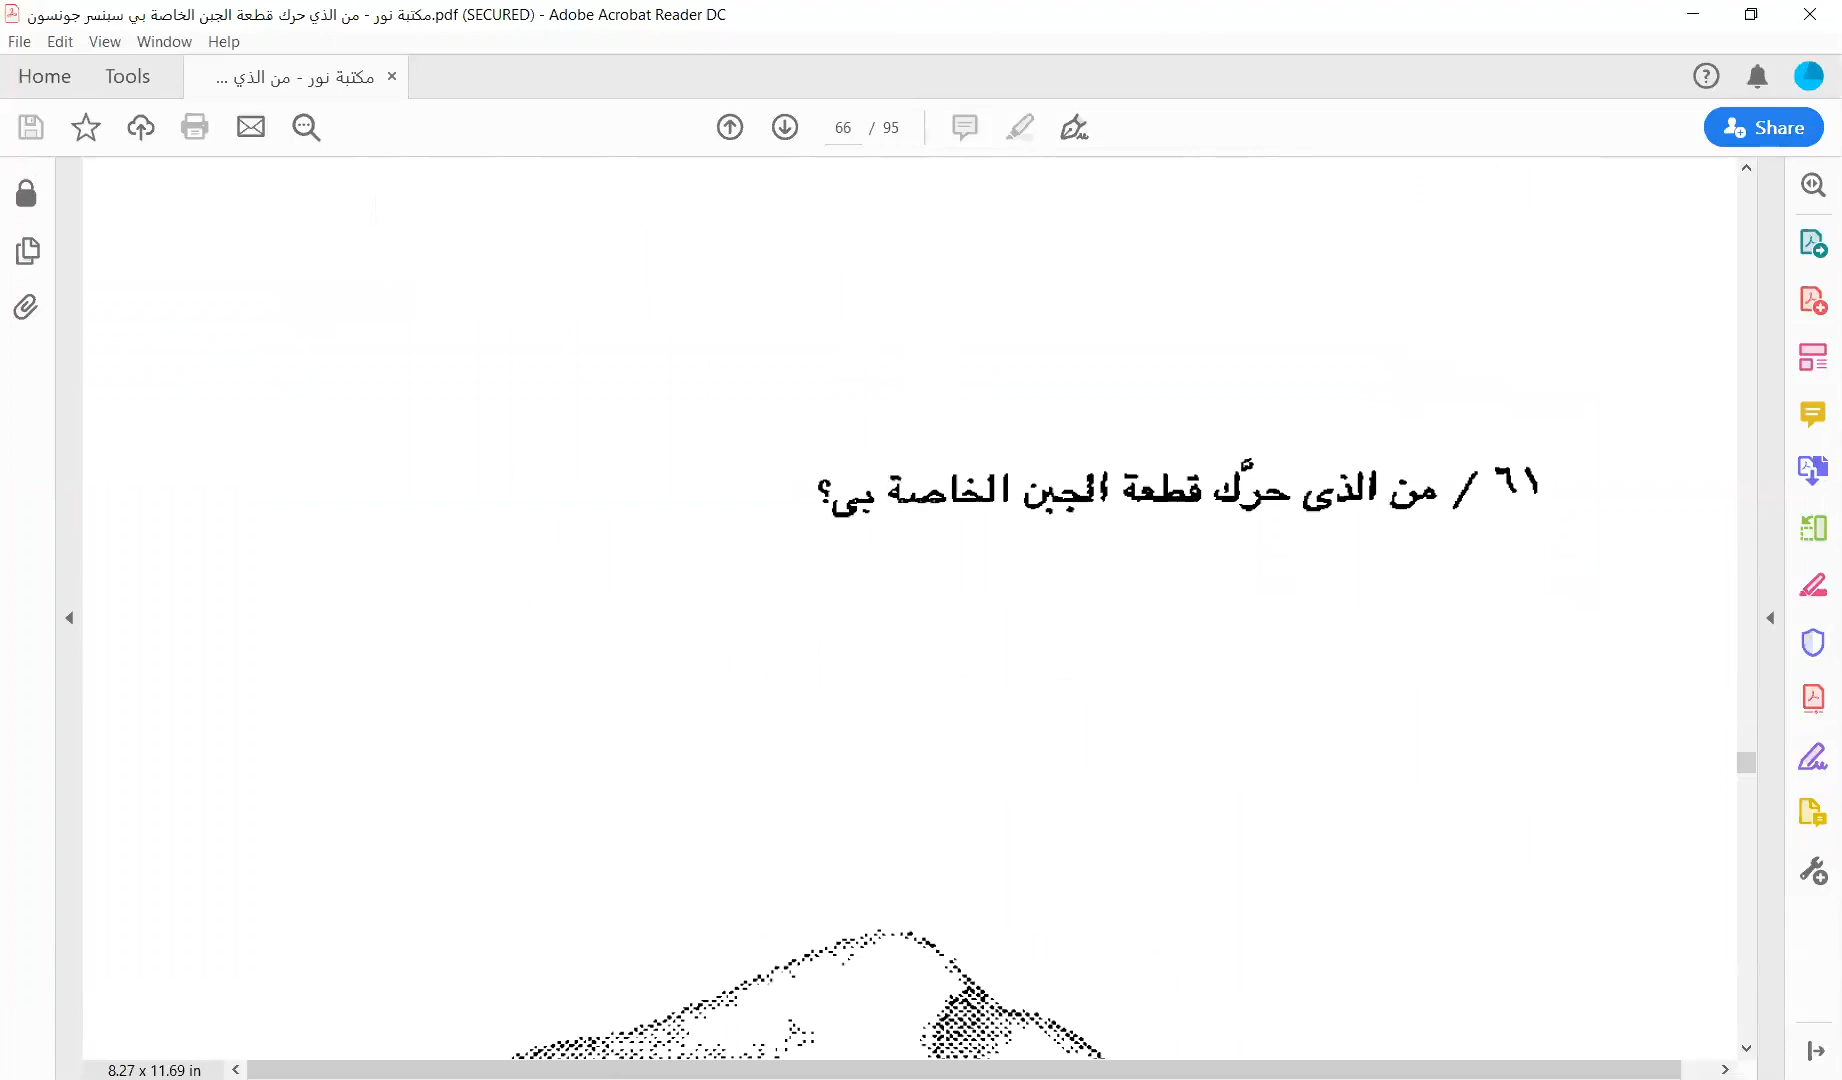 مكتبة نور - من الذي حرك قطعة الجبن الخاصة بي سبنسر جونسون.pdf (SECURED) - Adobe Acrobat Reader DC
File Edit View Window Help
Home Tools مكتبة نور - من الذي ... ×
66 / 95
Share
٦١ / من الذى حرَّك قطعة الجبن الخاصة بى؟
8.27 x 11.69 in